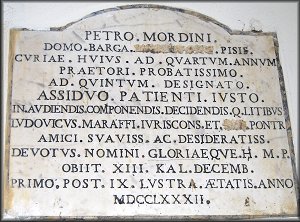 PETRO. MORDINI.
DOMO. BARGA. PISIS.
CVRIAE. HVIVS. AD. QVARTVM. ANNVM
PRAETORI. PROBATISSIMO.
AD. QVINTVM. DESIGNATO.
ASSIDVO. PATIENTI. IVSTO.
IN. AVDIENDIS. COMPONENDIS. DECIDENDIS. Q. LITIBVS
LVDOVICVS. MARAFFI. IVRISCONS. ET. PONTR.
AMICI. SVAVISS. AC. DESIDERATISS.
DEVOTVS. NOMINI. GLORIAEQVE. H. M. P.
OBIIT. XIII. KAL. DECEMB.
PRIMO. POST. IX. LVSTRA. ÆTATIS. ANNO
MDCCLXXXII.